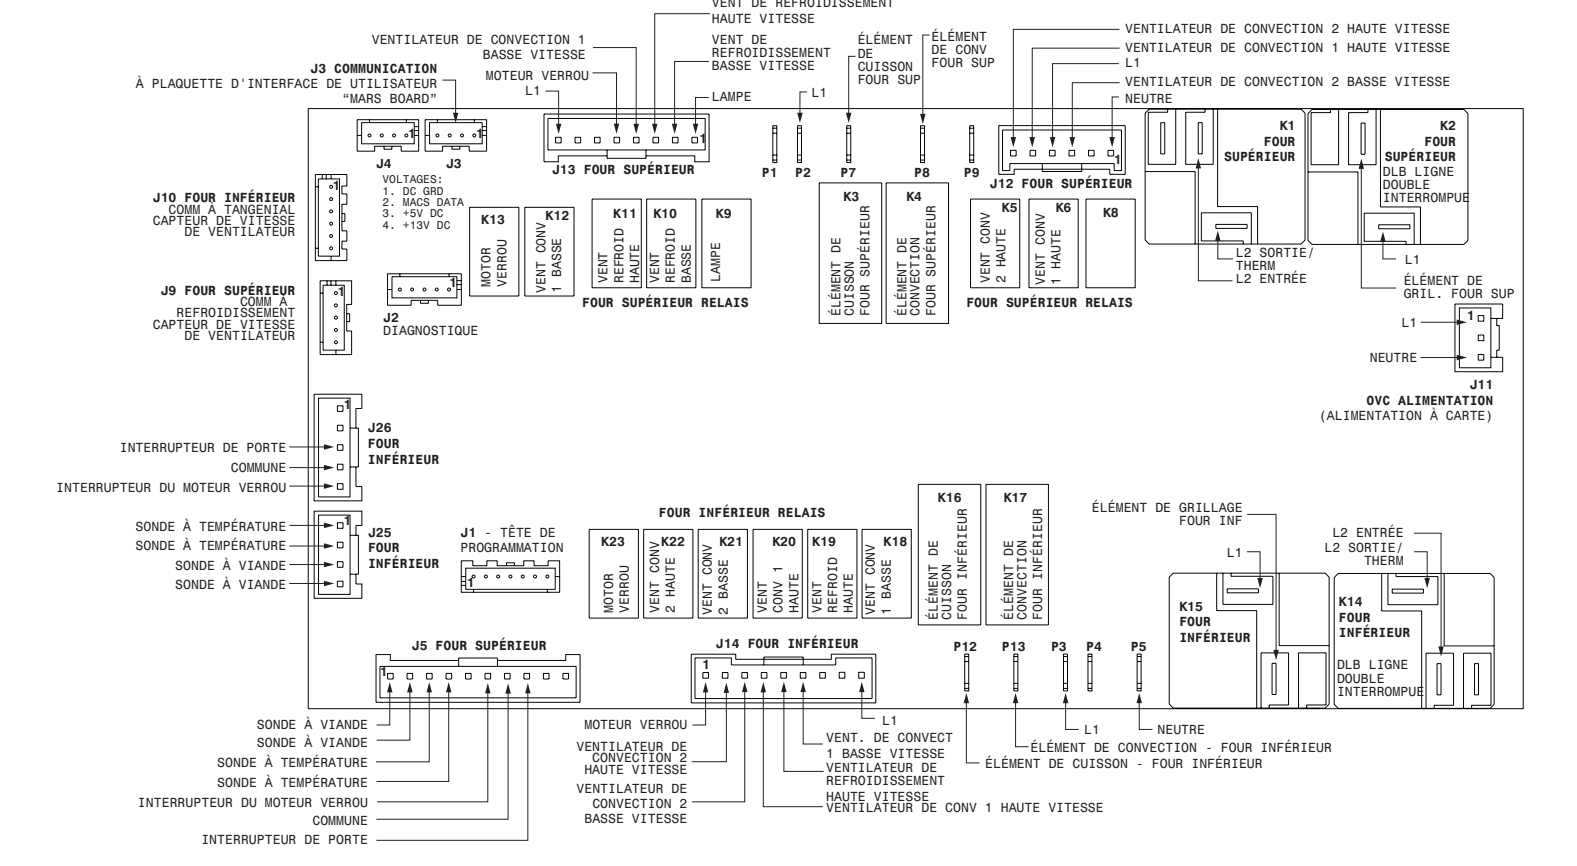 VENT DE REFROIDISSEMENT
HAUTE VITESSE
VENTILATEUR DE CONVECTION 1
BASSE VITESSE
VENT DE
REFROIDISSEMENT
BASSE VITESSE
MOTEUR VERROU
L1
LAMPE
L1
ÉLÉMENT
DE
CUISSON
FOUR SUP
ÉLÉMENT
DE CONV
FOUR SUP
VENTILATEUR DE CONVECTION 2 HAUTE VITESSE
VENTILATEUR DE CONVECTION 1 HAUTE VITESSE
L1
VENTILATEUR DE CONVECTION 2 BASSE VITESSE
NEUTRE
J3 COMMUNICATION
À PLAQUETTE D'INTERFACE DE UTILISATEUR
“MARS BOARD”
1
1
J4
J3
VOLTAGES:
1. DC GRD
2. MACS DATA
3. +5V DC
4. +13V DC
1
J13 FOUR SUPÉRIEUR
P1
P2
P7
P8
P9
1
J12 FOUR SUPÉRIEUR
K1
FOUR
SUPÉRIEUR
K2
FOUR
SUPÉRIEUR
DLB LIGNE
DOUBLE
INTERROMPUE
L2 SORTIE/
THERM
L2 ENTRÉE
L1
ÉLÉMENT DE
GRIL. FOUR SUP
J10 FOUR INFÉRIEUR
COMM À TANGENIAL
CAPTEUR DE VITESSE
DE VENTILATEUR
1
J9 FOUR SUPÉRIEUR
COMM À
REFROIDISSEMENT
CAPTEUR DE VITESSE
DE VENTILATEUR
1
1
J2
DIAGNOSTIQUE
K13
MOTOR
VERROU
K12
VENT CONV
1 BASSE
K11
VENT
REFROID
HAUTE
K10
VENT
REFROID
BASSE
K9
LAMPE
FOUR SUPÉRIEUR RELAIS
K3
ÉLÉMENT DE
CUISSON
FOUR SUPÉRIEUR
K4
ÉLÉMENT DE
CONVECTION
FOUR SUPÉRIEUR
K5
VENT CONV
2 HAUTE
K6
VENT CONV
1 HAUTE
K8
FOUR SUPÉRIEUR RELAIS
L1
NEUTRE
1
J11
OVC ALIMENTATION
(ALIMENTATION À CARTE)
1
J26
FOUR
INFÉRIEUR
INTERRUPTEUR DE PORTE
COMMUNE
INTERRUPTEUR DU MOTEUR VERROU
1
J25
FOUR
INFÉRIEUR
SONDE À TEMPÉRATURE
SONDE À TEMPÉRATURE
SONDE À VIANDE
SONDE À VIANDE
J1 - TÊTE DE
PROGRAMMATION
1
FOUR INFÉRIEUR RELAIS
K23
MOTOR
VERROU
K22
VENT CONV
2 HAUTE
K21
VENT CONV
2 BASSE
K20
VENT
CONV 1
HAUTE
K19
VENT
REFROID
HAUTE
K18
VENT CONV
1 BASSE
K16
ÉLÉMENT DE
CUISSON
FOUR INFÉRIEUR
K17
ÉLÉMENT DE
CONVECTION
FOUR INFÉRIEUR
ÉLÉMENT DE GRILLAGE
FOUR INF
L1
L2 ENTRÉE
L2 SORTIE/
THERM
K15
FOUR
INFÉRIEUR
K14
FOUR
INFÉRIEUR
DLB LIGNE
DOUBLE
INTERROMPUE
J5 FOUR SUPÉRIEUR
1
J14 FOUR INFÉRIEUR
1
P12
P13
P3
P4
P5
SONDE À VIANDE
SONDE À VIANDE
SONDE À TEMPÉRATURE
SONDE À TEMPÉRATURE
INTERRUPTEUR DU MOTEUR VERROU
COMMUNE
INTERRUPTEUR DE PORTE
MOTEUR VERROU
VENTILATEUR DE
CONVECTION 2
HAUTE VITESSE
VENTILATEUR DE
CONVECTION 2
BASSE VITESSE
L1
VENT. DE CONVECT
1 BASSE VITESSE
VENTILATEUR DE
REFROIDISSEMENT
HAUTE VITESSE
VENTILATEUR DE CONV 1 HAUTE VITESSE
L1
NEUTRE
ÉLÉMENT DE CONVECTION - FOUR INFÉRIEUR
ÉLÉMENT DE CUISSON - FOUR INFÉRIEUR